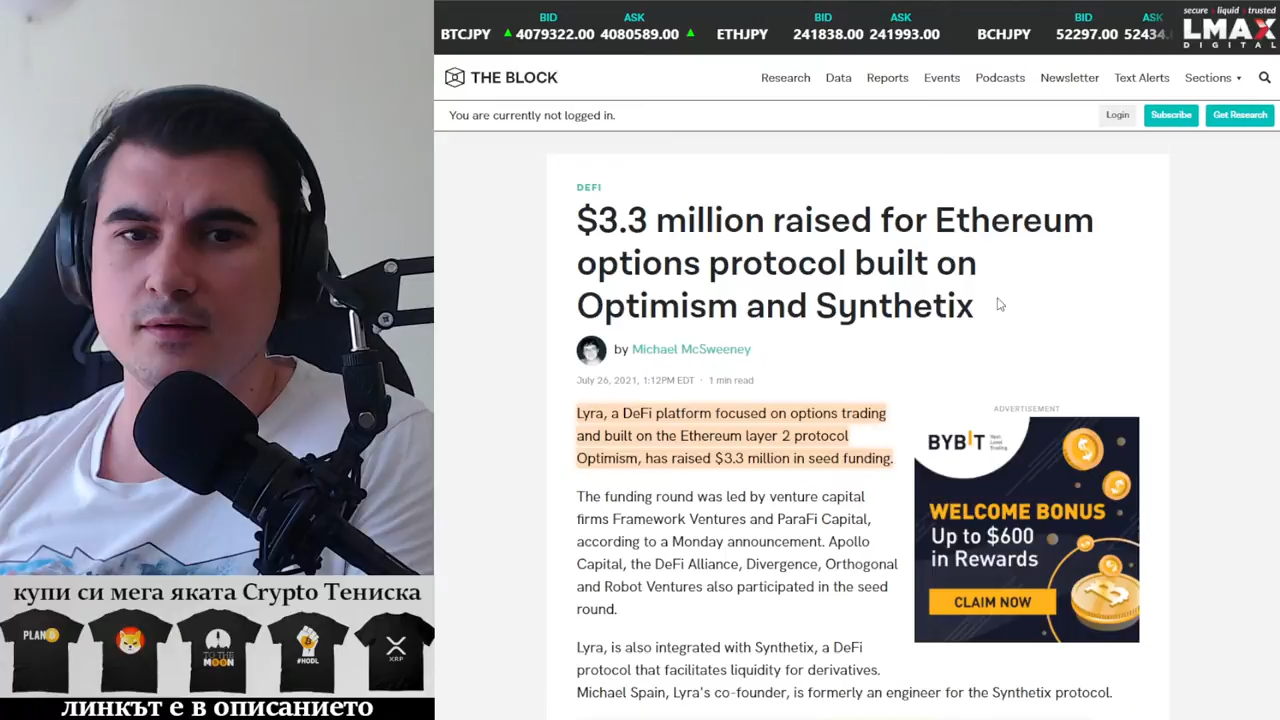 BID ASK BID ASK BID ASK
BTCJPY 4079322.00 4080589.00 ETHJPY 241838.00 241993.00 BCHJPY 52297.00 52434.
secure liquid trusted
LMAX
DIGITAL
THE BLOCK
Research Data Reports Events Podcasts Newsletter Text Alerts Sections
You are currently not logged in.
Login Subscribe Get Research
DEFI
$3.3 million raised for Ethereum
options protocol built on
Optimism and Synthetix
by Michael McSweeney
July 26, 2021, 1:12PM EDT · 1 min read
Lyra, a DeFi platform focused on options trading
and built on the Ethereum layer 2 protocol
Optimism, has raised $3.3 million in seed funding.
The funding round was led by venture capital
firms Framework Ventures and ParaFi Capital,
according to a Monday announcement. Apollo
Capital, the DeFi Alliance, Divergence, Orthogonal
and Robot Ventures also participated in the seed
round.
Lyra, is also integrated with Synthetix, a DeFi
protocol that facilitates liquidity for derivatives.
Michael Spain, Lyra's co-founder, is formerly an engineer for the Synthetix protocol.
ADVERTISEMENT
BYBIT
WELCOME BONUS
Up to $600
in Rewards
CLAIM NOW
купи си мега яката Crypto Тениска
PLAN B
TO THE
MOON
#HODL
XRP
линкът е в описанието